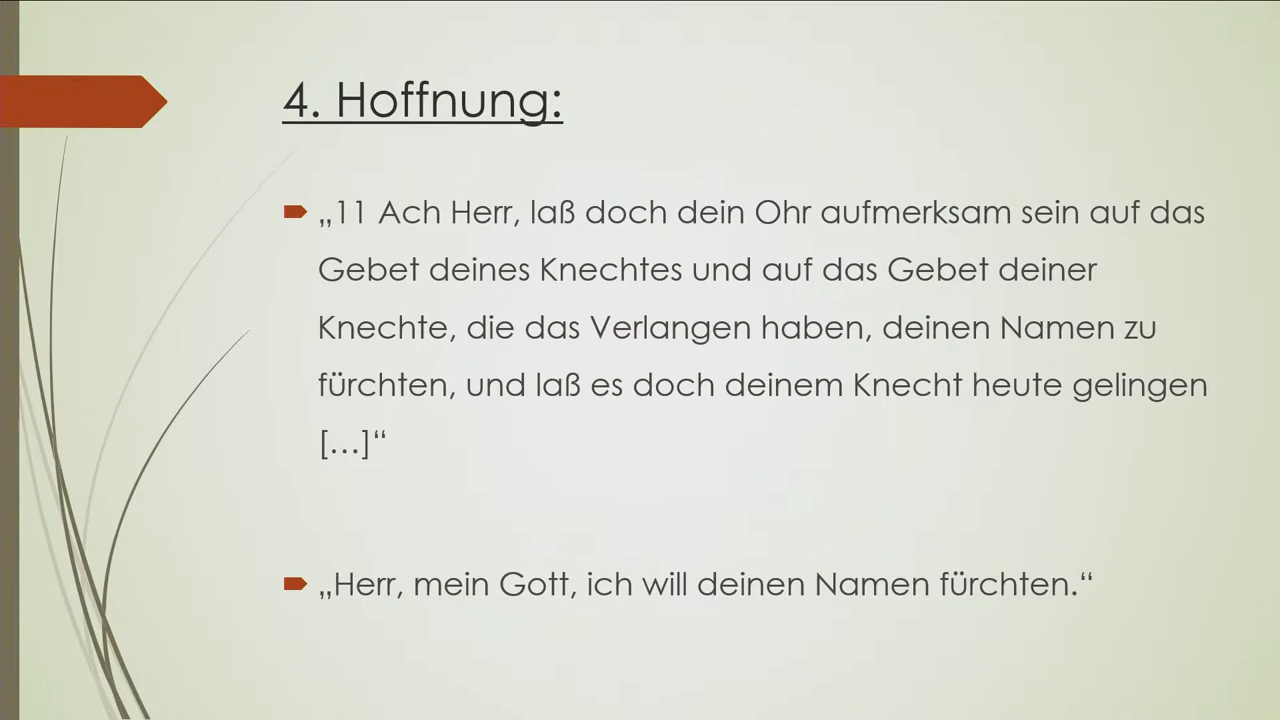 4. Hoffnung:
„11 Ach Herr, laß doch dein Ohr aufmerksam sein auf das
Gebet deines Knechtes und auf das Gebet deiner
Knechte, die das Verlangen haben, deinen Namen zu
fürchten, und laß es doch deinem Knecht heute gelingen
[…]“
„Herr, mein Gott, ich will deinen Namen fürchten.“